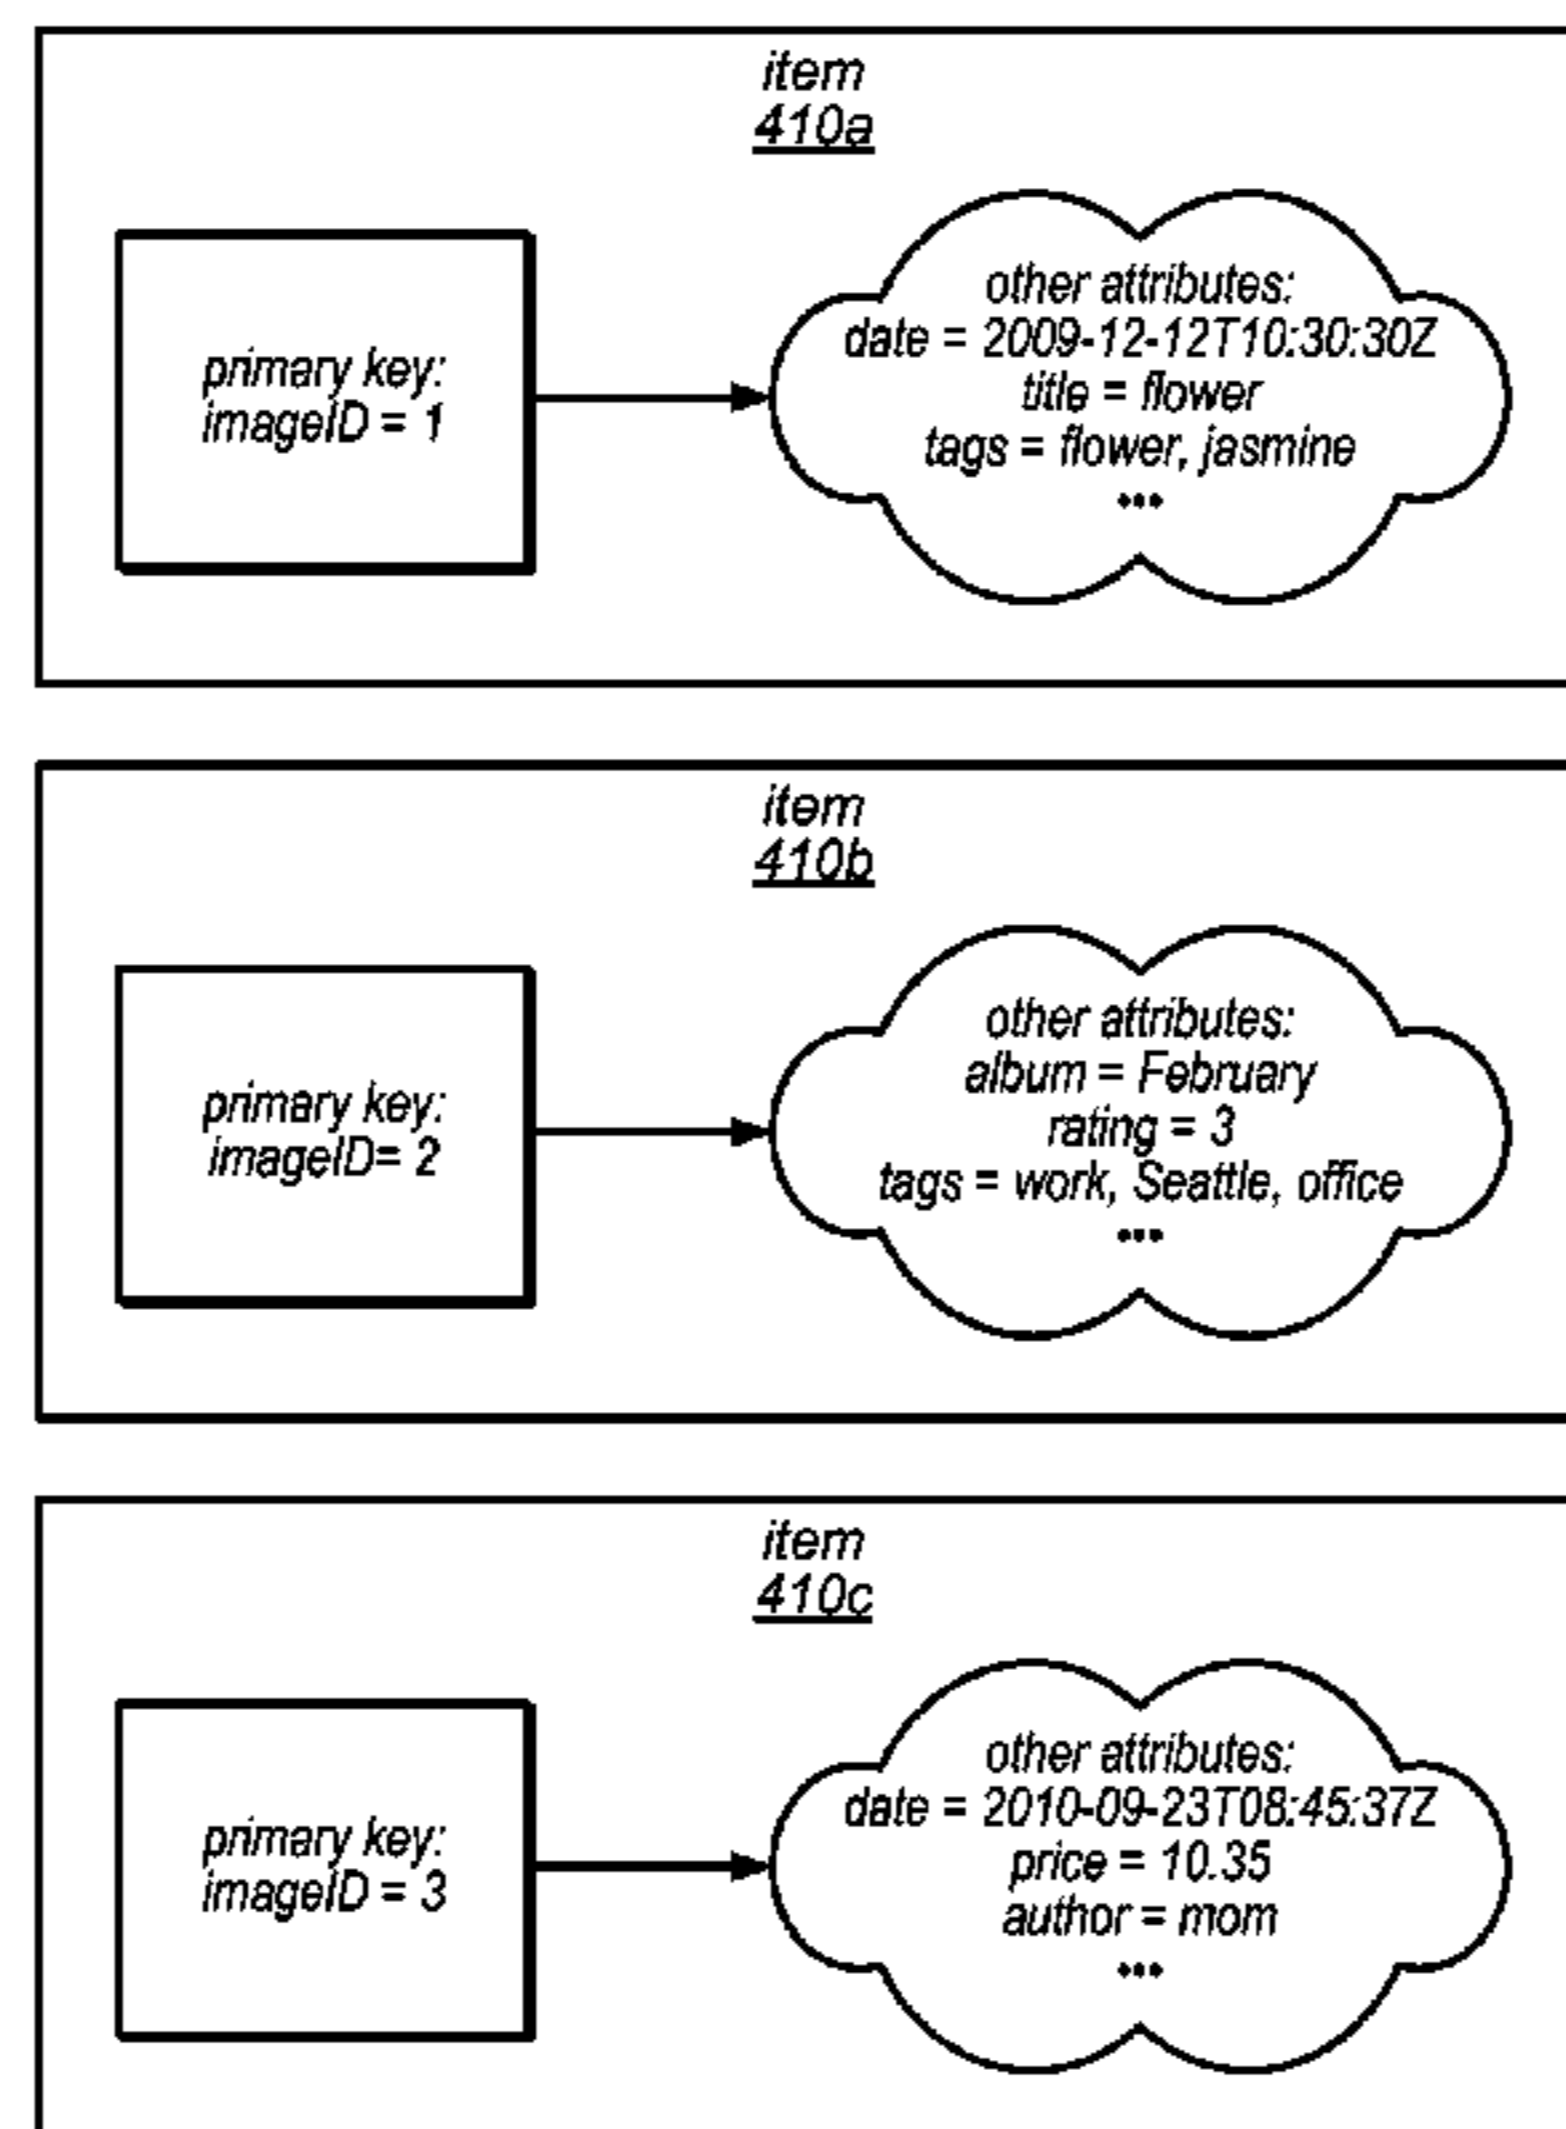 item
410a
primary key:
imageID = 1
other attributes:
date = 2009-12-12T10:30:30Z
title = flower
tags = flower, jasmine
•••
item
410b
primary key:
imageID= 2
other attributes:
album = February
rating = 3
tags = work, Seattle, office
•••
item
410c
primary key:
imageID = 3
other attributes:
date = 2010-09-23T08:45:37Z
price = 10.35
author = mom
•••